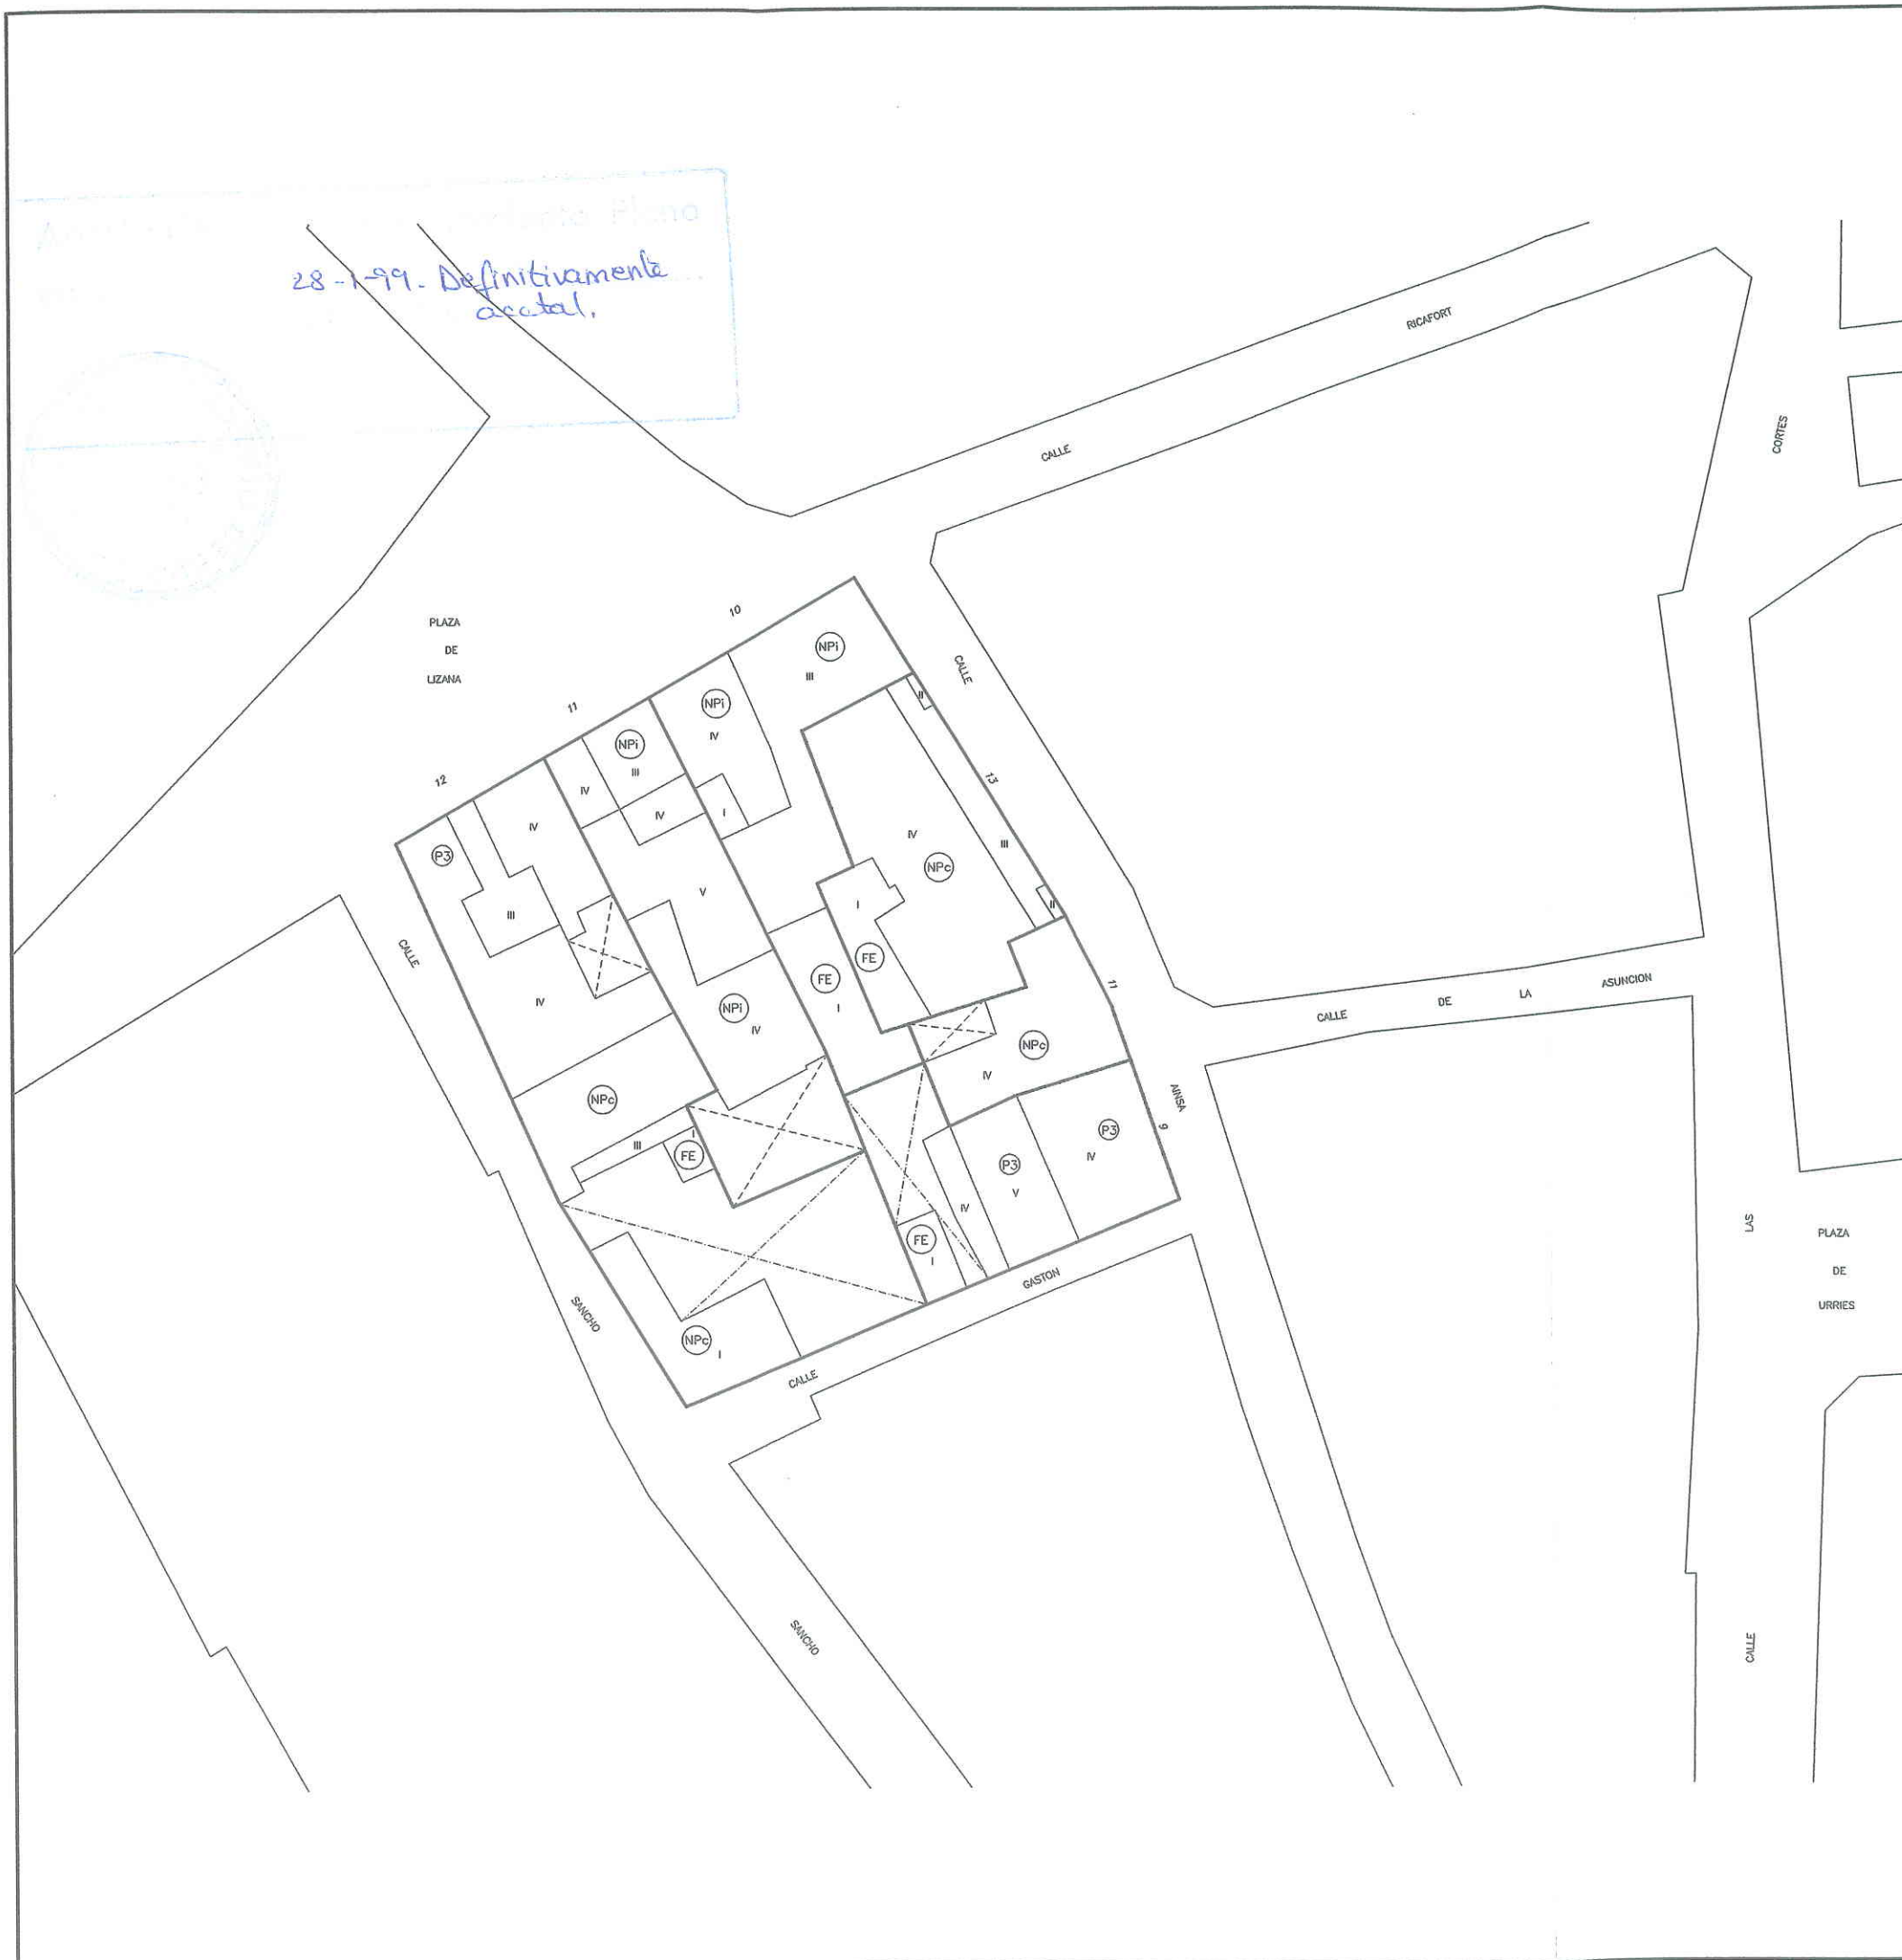 Plano
28-1-99. Definitivamente
RICAFORT
CALLE
CORTES
PLAZA
DE
LIZANA
10
11
12
NPi
III
NPi
IV
NPi
III
IV
IV
I
CALLE
II
13
III
II
IV
NPc
I
FE
P3
IV
III
IV
V
NPi
IV
FE
I
CALLE
11
NPc
IV
CALLE DE LA ASUNCION
AINSA
9
NPc
III
I
FE
P3
V
P3
IV
IV
FE
I
GASTON
CALLE
SANCHO
NPc
I
LAS
PLAZA
DE
URRIES
SANCHO
CALLE